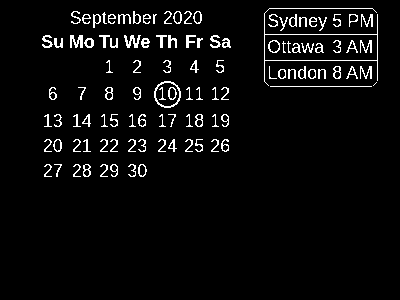 September 2020
Su Mo Tu We Th Fr Sa
1 2 3 4 5
6 7 8 9 10 11 12
13 14 15 16 17 18 19
20 21 22 23 24 25 26
27 28 29 30
Sydney 5 PM
Ottawa 3 AM
London 8 AM